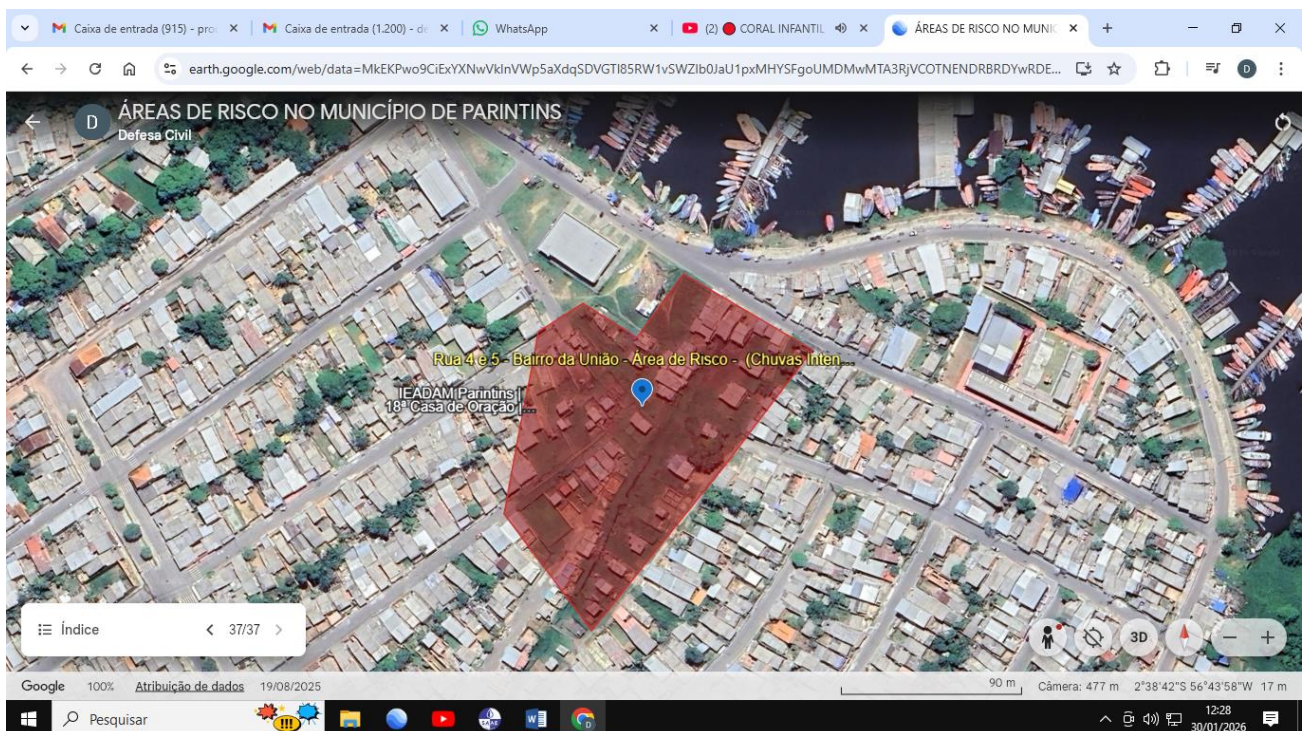 Caixa de entrada (915) - pro
Caixa de entrada (1.200) - de
WhatsApp
(2) 🔴 CORAL INFANTIL
ÁREAS DE RISCO NO MUNIC
earth.google.com/web/data=MkEKPwo9CiExYXNwVklnVWp5aXdqSDVGTl85RW1vSWZIb0JaU1pxMHYSFgoUMDMwMTA3RjVCOTNENDRBRDYwRDE...
D
D
ÁREAS DE RISCO NO MUNICÍPIO DE PARINTINS
Defesa Civil
Rua 4 e 5 - Bairro da União - Área de Risco - (Chuvas Inten...
IEADAM Parintins |
18ª Casa de Oração |...
Índice
37/37
3D
Google
100%
Atribuição de dados
19/08/2025
90 m
Câmera: 477 m
2°38'42"S 56°43'58"W
17 m
Pesquisar
SAAE
12:28
30/01/2026